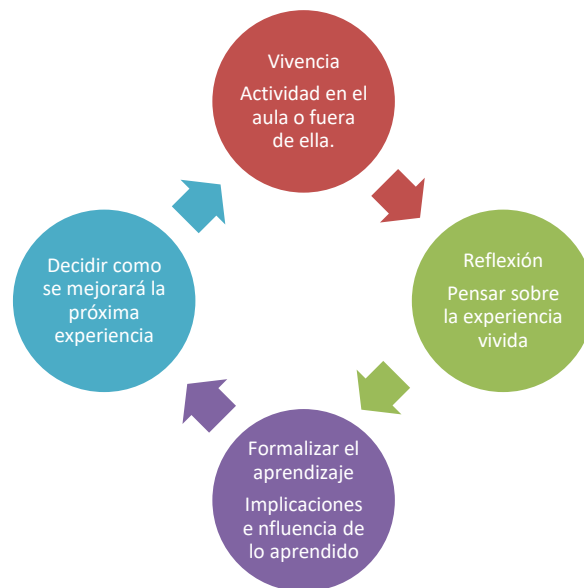 Vivencia
Actividad en el
aula o fuera
de ella.
Reflexión
Pensar sobre
la experiencia
vivida
Formalizar el
aprendizaje
Implicaciones
e nfluencia de
lo aprendido
Decidir como
se mejorará la
próxima
experiencia